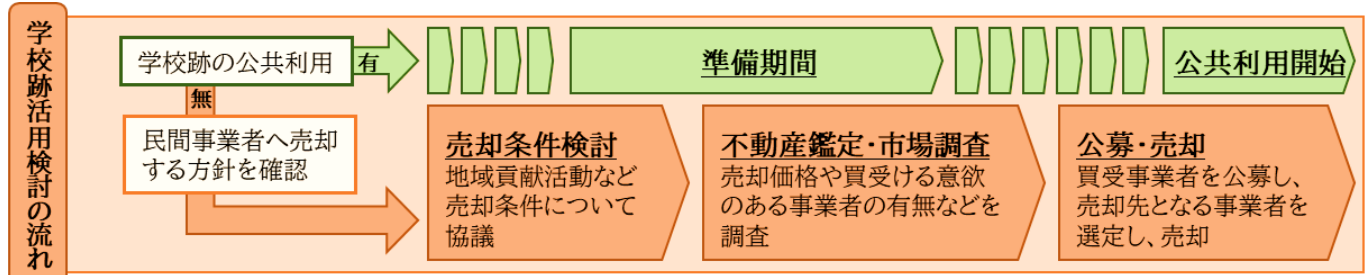 学校跡活用検討の流れ
学校跡の公共利用
有
準備期間
公共利用開始
無
民間事業者へ売却
する方針を確認
売却条件検討
地域貢献活動など
売却条件について
協議
不動産鑑定・市場調査
売却価格や買受ける意欲
のある事業者の有無などを
調査
公募・売却
買受事業者を公募し、
売却先となる事業者を
選定し、売却